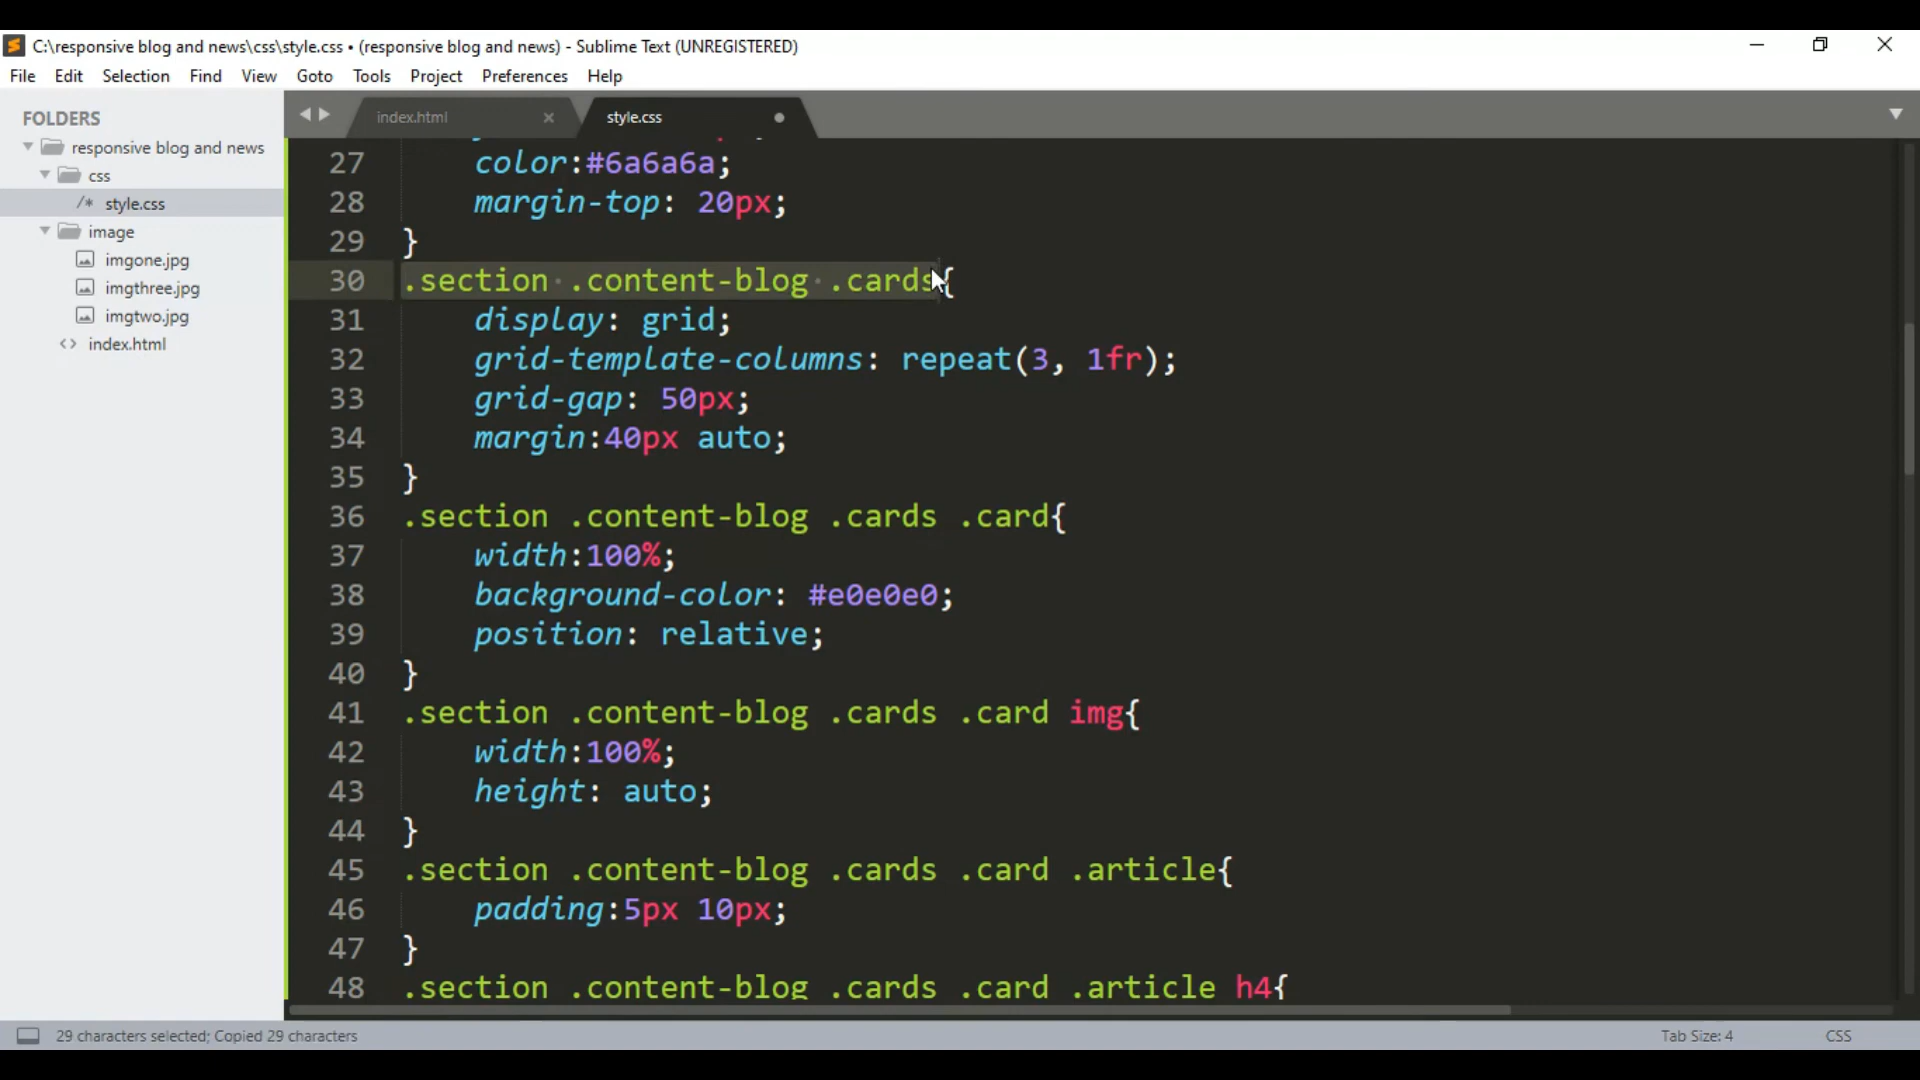 C:\responsive blog and news\css\style.css • (responsive blog and news) - Sublime Text (UNREGISTERED)
File Edit Selection Find View Goto Tools Project Preferences Help
FOLDERS
responsive blog and news
css
/* style.css
image
imgone.jpg
imgthree.jpg
imgtwo.jpg
<> index.html
index.html × style.css
27 color:#6a6a6a;
28 margin-top: 20px;
29 }
30 .section .content-blog .cards{
31 display: grid;
32 grid-template-columns: repeat(3, 1fr);
33 grid-gap: 50px;
34 margin:40px auto;
35 }
36 .section .content-blog .cards .card{
37 width:100%;
38 background-color: #e0e0e0;
39 position: relative;
40 }
41 .section .content-blog .cards .card img{
42 width:100%;
43 height: auto;
44 }
45 .section .content-blog .cards .card .article{
46 padding:5px 10px;
47 }
48 .section .content-blog .cards .card .article h4{
29 characters selected; Copied 29 characters
Tab Size: 4 CSS